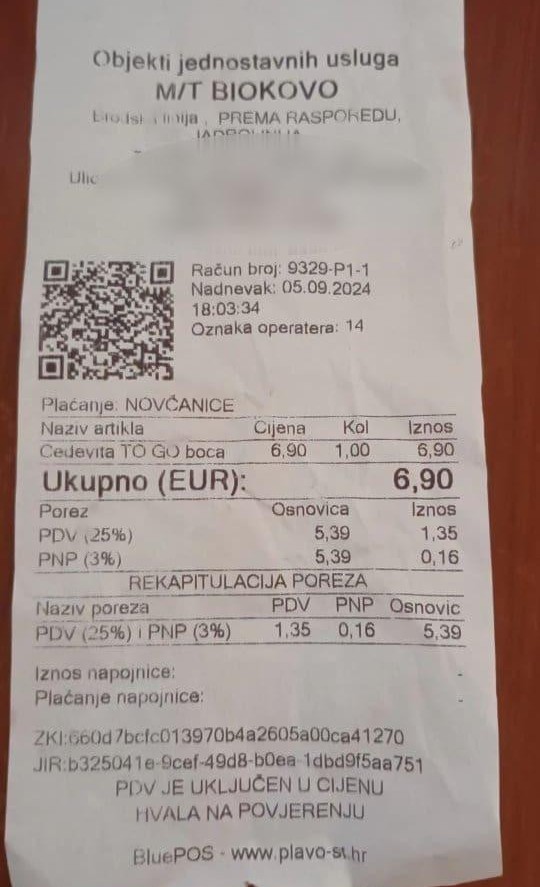 Objekti jednostavnih usluga
M/T BIOKOVO
linija , PREMA RASPOREDU,
JADROLINIJA
Račun broj: 9329-P1-1
Nadnevak: 05.09.2024
18:03:34
Oznaka operatera: 14
Plaćanje: NOVČANICE
Naziv artikla Cijena Kol Iznos
Cedevita TO GO boca 6,90 1,00 6,90
Ukupno (EUR): 6,90
Porez Osnovica Iznos
PDV (25%) 5,39 1,35
PNP (3%) 5,39 0,16
REKAPITULACIJA POREZA
Naziv poreza PDV PNP Osnovic
PDV (25%) i PNP (3%) 1,35 0,16 5,39
Iznos napojnice: -
Plaćanje napojnice: -
ZKI:660d7bcfc013970b4a2605a00ca41270
JIR:b325041e-9cef-49d8-b0ea-1dbd9f5aa751
PDV JE UKLJUČEN U CIJENU
HVALA NA POVJERENJU
BluePOS - www.plavo-st.hr